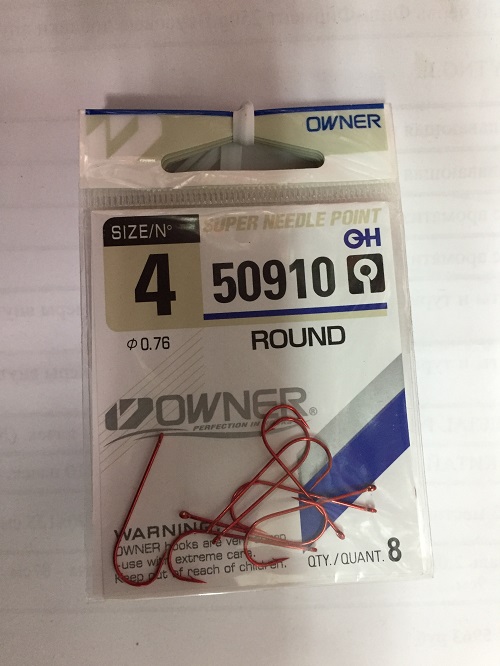 OWNER
SIZE/N°
SUPER NEEDLE POINT
4
50910
Φ0.76
ROUND
OWNER®
PERFECTION IN
WARNING
OWNER hooks are
-use with extreme care.
Keep out of reach of children.
QTY./QUANT. 8